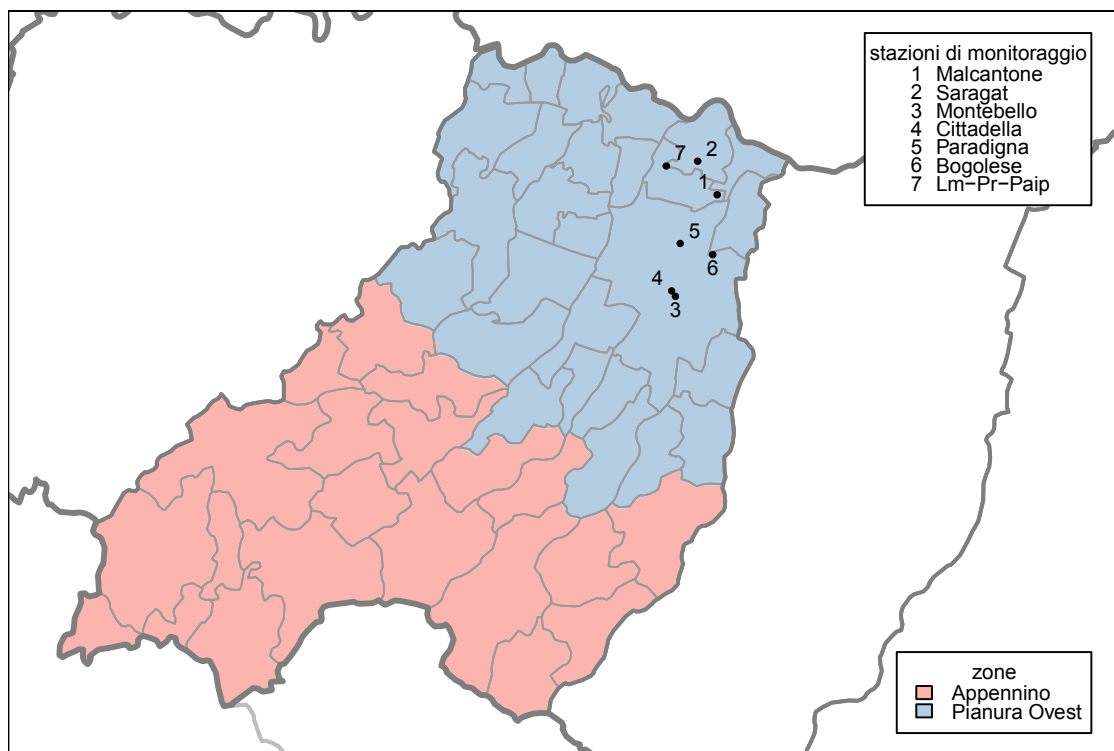 stazioni di monitoraggio
1 Malcantone
2 Saragat
3 Montebello
4 Cittadella
5 Paradigna
6 Bogolese
7 Lm−Pr−Paip
7
2
1
5
6
4
3
zone
Appennino
Pianura Ovest